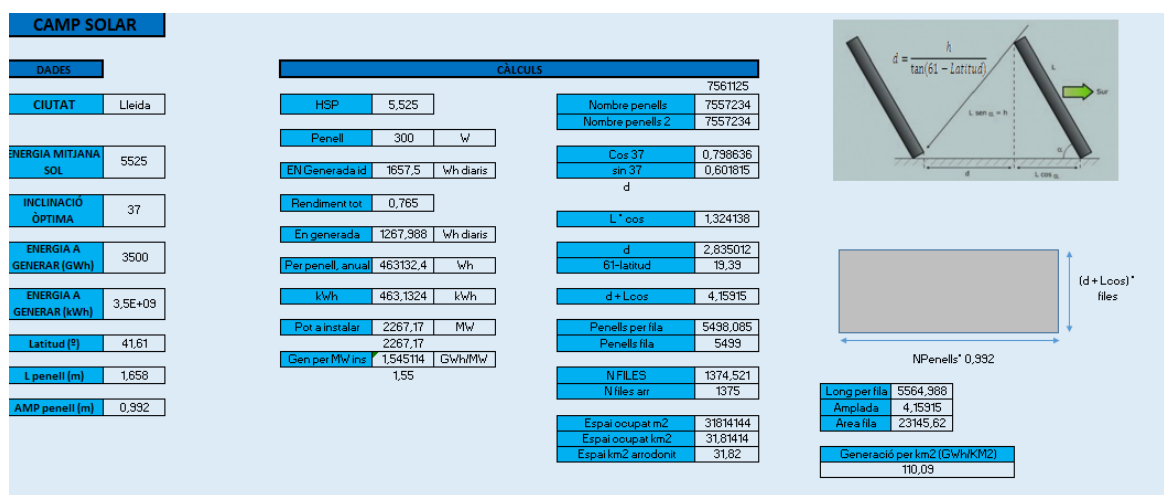 CAMP SOLAR
DADES
CIUTAT Lleida
ENERGIA MITJANA SOL 5525
INCLINACIÓ ÒPTIMA 37
ENERGIA A GENERAR (GWh) 3500
ENERGIA A GENERAR (kWh) 3,5E+09
Latitud (º) 41,61
L penell (m) 1,658
AMP penell (m) 0,992
CÀLCULS
HSP 5,525
Penell 300 W
EN Generada id 1657,5 Wh diaris
Rendiment tot 0,765
En generada 1267,988 Wh diaris
Per penell, anual 463132,4 Wh
kWh 463,1324 kWh
Pot a instalar 2267,17 MW
2267,17
Gen per MW ins 1,545114 GWh/MW
1,55
7561125
Nombre penells 7557234
Nombre penells 2 7557234
Cos 37 0,798636
sin 37 0,601815
d
L * cos 1,324138
d 2,835012
61-latitud 19,39
d + Lcos 4,15915
Penells per fila 5498,085
Penells fila 5499
N FILES 1374,521
N files arr 1375
Espai ocupat m2 31814144
Espai ocupat km2 31,81414
Espai km2 arrodonit 31,82
d = h / tan(61 − Latitud)
L
Sur
L sen α = h
α
d
L cos α
(d + Lcos) *
files
NPenells* 0,992
Long per fila 5564,988
Amplada 4,15915
Area fila 23145,62
Generació per km2 (GWh/KM2)
110,09